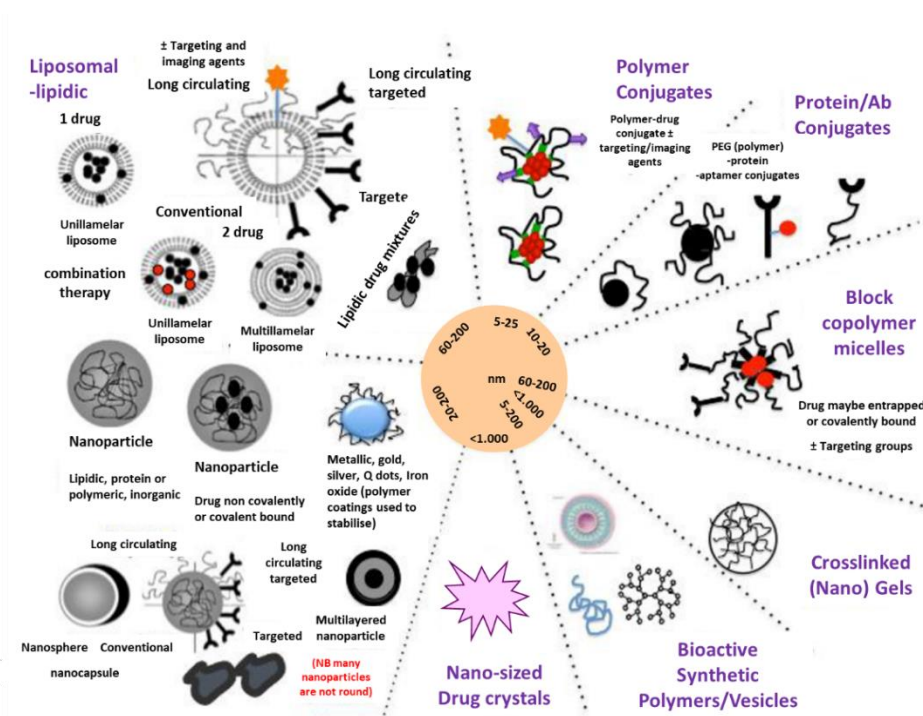 Liposomal
-lipidic
± Targeting and
imaging agents
Long circulating
Long circulating
targeted
1 drug
Unillamelar
liposome
Conventional
2 drug
Targete
combination
therapy
Unillamelar
liposome
Multillamelar
liposome
Lipidic drug mixtures
Polymer
Conjugates
Polymer-drug
conjugate ±
targeting/imaging
agents
Protein/Ab
Conjugates
PEG (polymer)
-protein
-aptamer conjugates
Block
copolymer
micelles
Drug maybe entrapped
or covalently bound
± Targeting groups
60-200
5-25
10-20
nm
60-200
<1.000
5-200
<1.000
20-200
Nanoparticle
Lipidic, protein or
polymeric, inorganic
Nanoparticle
Drug non covalently
or covalent bound
Metallic, gold,
silver, Q dots, Iron
oxide (polymer
coatings used to
stabilise)
Long circulating
Long
circulating
targeted
Multilayered
nanoparticle
Nanosphere
Conventional
nanocapsule
Targeted
(NB many
nanoparticles
are not round)
Nano-sized
Drug crystals
Bioactive
Synthetic
Polymers/Vesicles
Crosslinked
(Nano) Gels